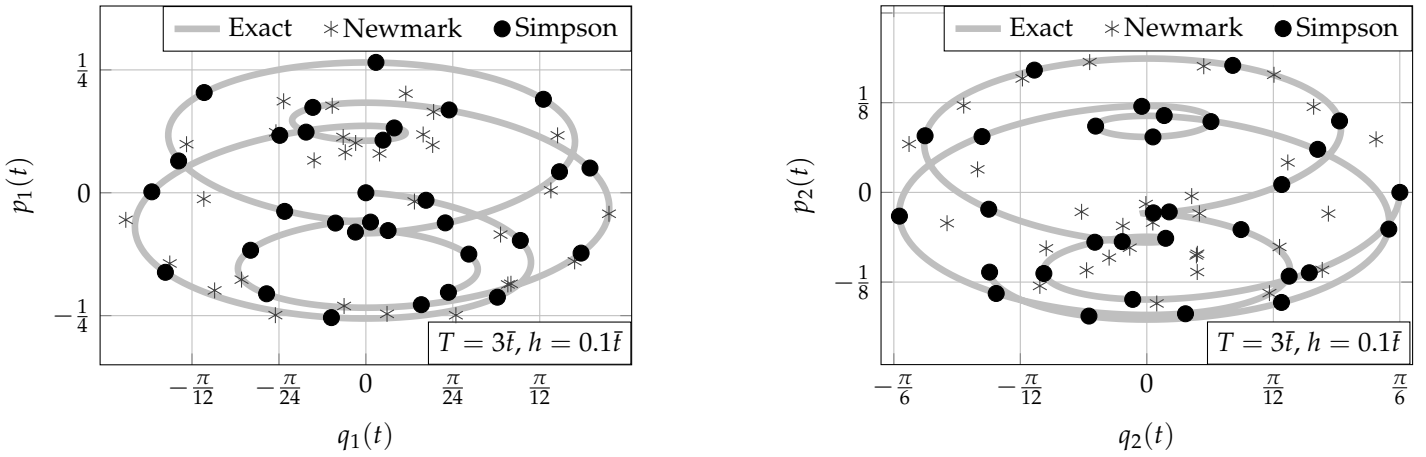 Exact Newmark Simpson
1/4
0
−1/4
p₁(t)
T = 3t̄, h = 0.1t̄
−π/12 −π/24 0 π/24 π/12
q₁(t)
Exact Newmark Simpson
1/8
0
−1/8
p₂(t)
T = 3t̄, h = 0.1t̄
−π/6 −π/12 0 π/12 π/6
q₂(t)